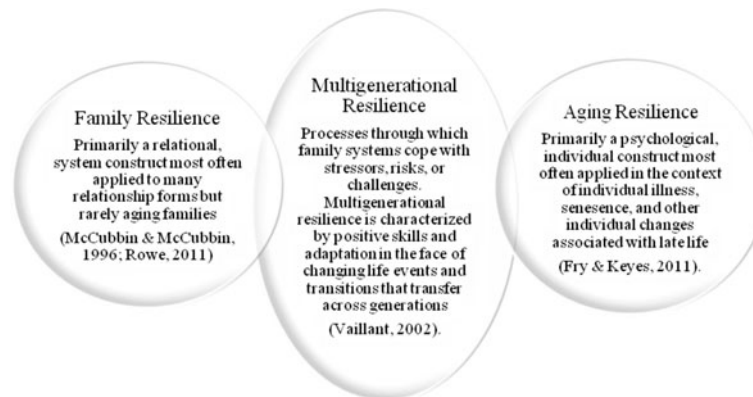 Family Resilience
Primarily a relational,
system construct most often
applied to many
relationship forms but
rarely aging families
(McCubbin & McCubbin,
1996; Rowe, 2011)
Multigenerational
Resilience
Processes through which
family systems cope with
stressors, risks, or
challenges.
Multigenerational
resilience is characterized
by positive skills and
adaptation in the face of
changing life events and
transitions that transfer
across generations
(Vaillant, 2002).
Aging Resilience
Primarily a psychological,
individual construct most
often applied in the context
of individual illness,
senesence, and other
individual changes
associated with late life
(Fry & Keyes, 2011).